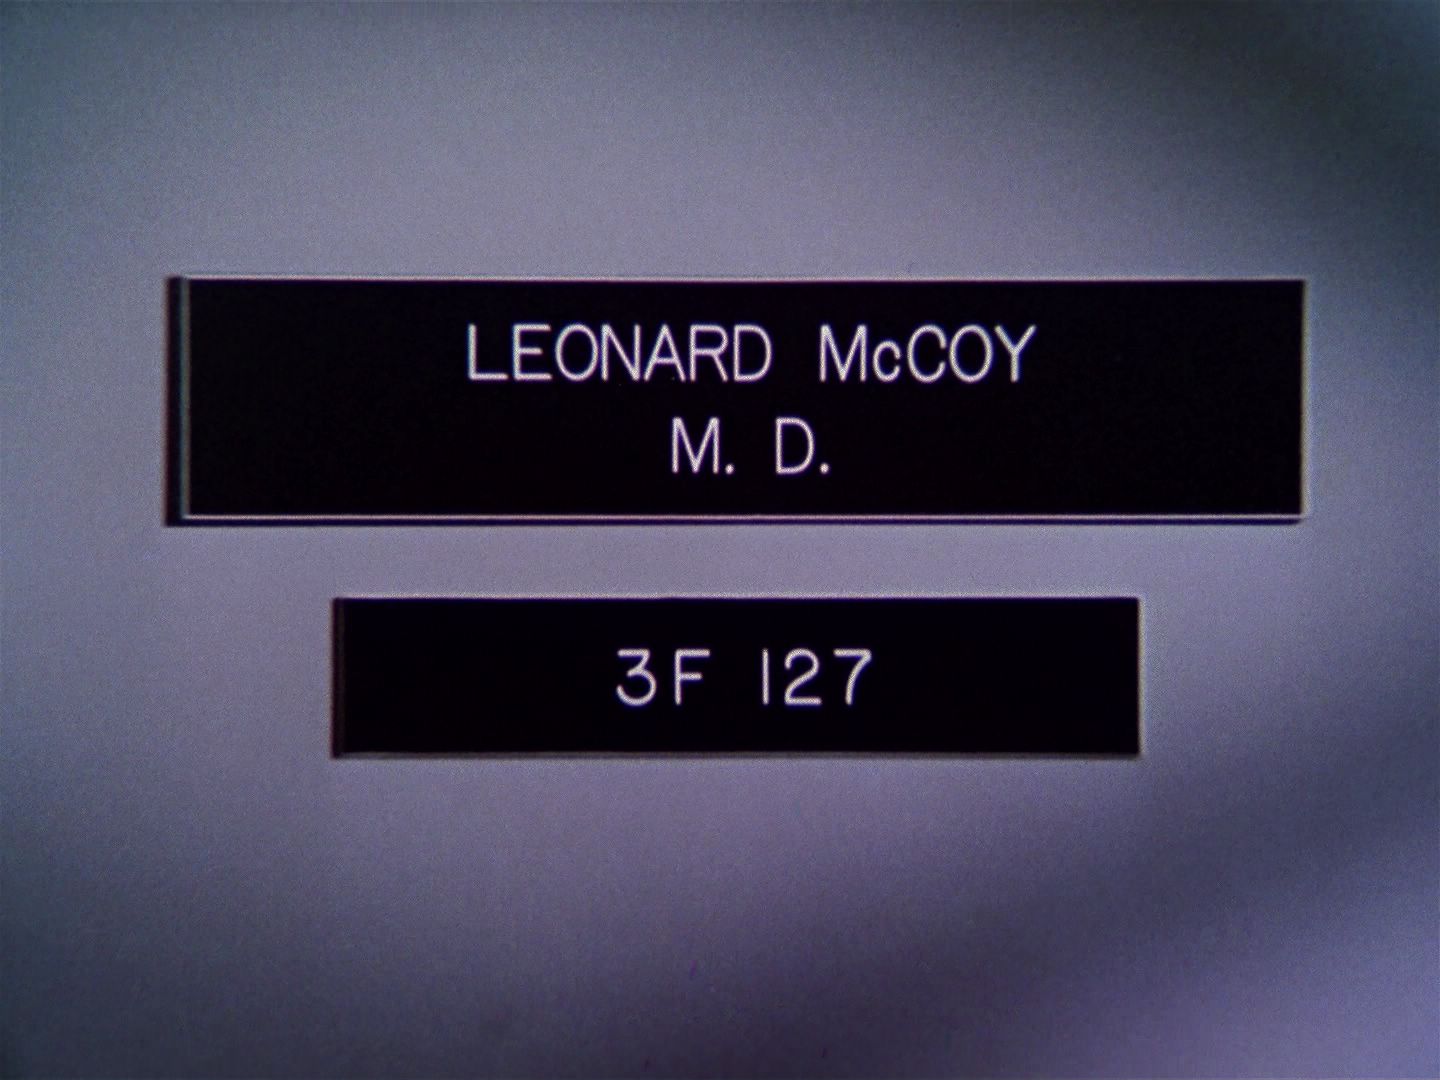 LEONARD McCOY
M. D.
3F 127